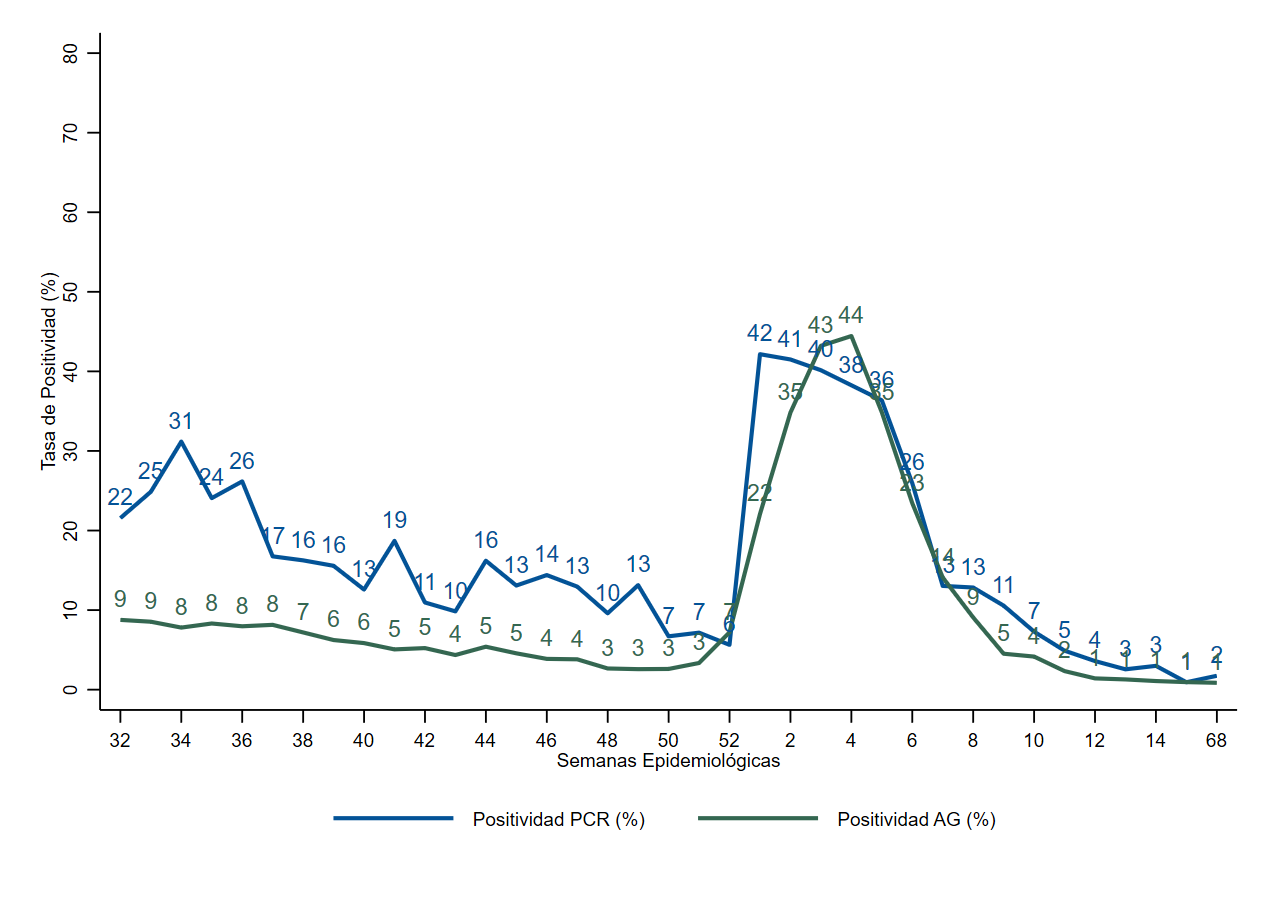 Tasa de Positividad (%)
80
70
60
50
40
30
20
10
0
22 25 31 24 26 17 16 16 13 19 11 10 16 13 14 13 10 13 7 7 6 42 41 40 38 36 26 13 13 11 7 5 4 3 3 1 2
9 9 8 8 8 8 7 6 6 5 5 4 5 5 4 4 3 3 3 3 7 22 35 43 44 35 23 14 9 5 4 2 1 1 1 1 1
32 34 36 38 40 42 44 46 48 50 52 2 4 6 8 10 12 14 68
Semanas Epidemiológicas
Positividad PCR (%) Positividad AG (%)